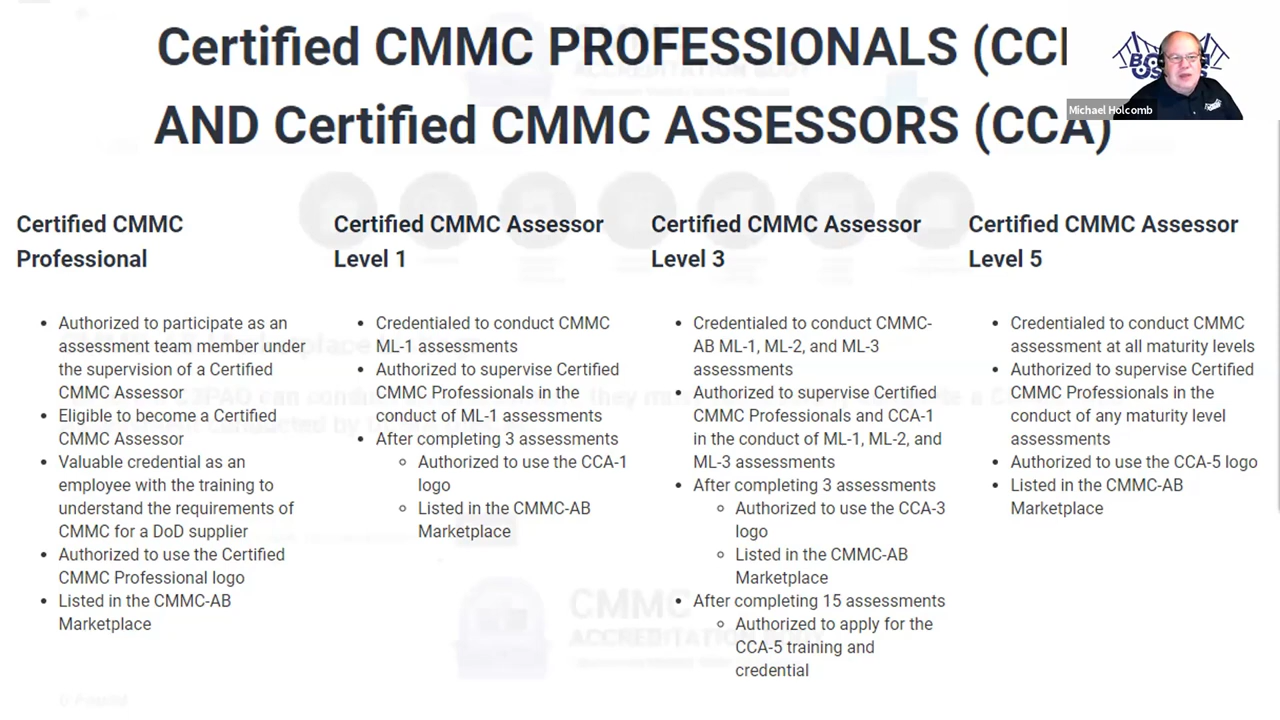 Certified CMMC PROFESSIONALS (CC
AND Certified CMMC ASSESSORS (CCA)
Michael Holcomb
Certified CMMC
Professional
Authorized to participate as an
assessment team member under
the supervision of a Certified
CMMC Assessor
Eligible to become a Certified
CMMC Assessor
Valuable credential as an
employee with the training to
understand the requirements of
CMMC for a DoD supplier
Authorized to use the Certified
CMMC Professional logo
Listed in the CMMC-AB
Marketplace
Certified CMMC Assessor
Level 1
Credentialed to conduct CMMC
ML-1 assessments
Authorized to supervise Certified
CMMC Professionals in the
conduct of ML-1 assessments
After completing 3 assessments
Authorized to use the CCA-1
logo
Listed in the CMMC-AB
Marketplace
Certified CMMC Assessor
Level 3
Credentialed to conduct CMMC-
AB ML-1, ML-2, and ML-3
assessments
Authorized to supervise Certified
CMMC Professionals and CCA-1
in the conduct of ML-1, ML-2, and
ML-3 assessments
After completing 3 assessments
Authorized to use the CCA-3
logo
Listed in the CMMC-AB
Marketplace
After completing 15 assessments
Authorized to apply for the
CCA-5 training and
credential
Certified CMMC Assessor
Level 5
Credentialed to conduct CMMC
assessment at all maturity levels
Authorized to supervise Certified
CMMC Professionals in the
conduct of any maturity level
assessments
Authorized to use the CCA-5 logo
Listed in the CMMC-AB
Marketplace
CMMC
ACCREDITATION BODY